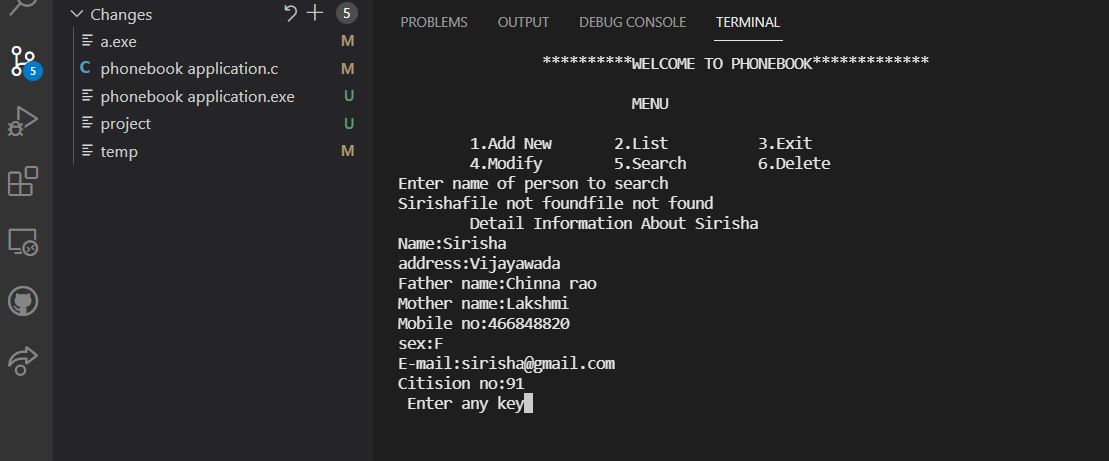 Changes 5
a.exe M
C phonebook application.c M
phonebook application.exe U
project U
temp M
5
PROBLEMS OUTPUT DEBUG CONSOLE TERMINAL
**********WELCOME TO PHONEBOOK*************
MENU
1.Add New 2.List 3.Exit
4.Modify 5.Search 6.Delete
Enter name of person to search
Sirishafile not foundfile not found
Detail Information About Sirisha
Name:Sirisha
address:Vijayawada
Father name:Chinna rao
Mother name:Lakshmi
Mobile no:466848820
sex:F
E-mail:sirisha@gmail.com
Citision no:91
Enter any key